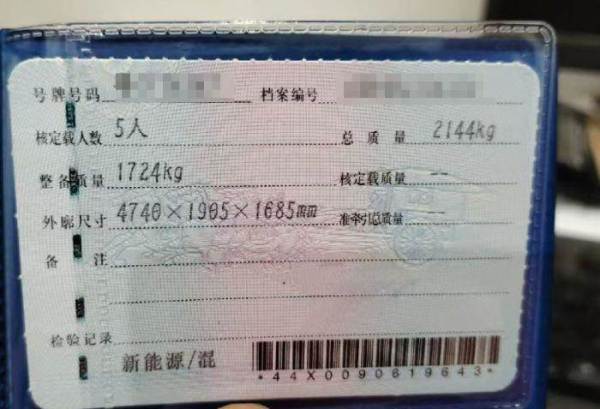 号牌号码 档案编号
核定载人数 5人 总质量 2144kg
整备质量 1724kg 核定载质量 --
外廓尺寸 4740×1905×1685mm 准牵引总质量 --
备注
检验记录
新能源/混
*44X0090619643*